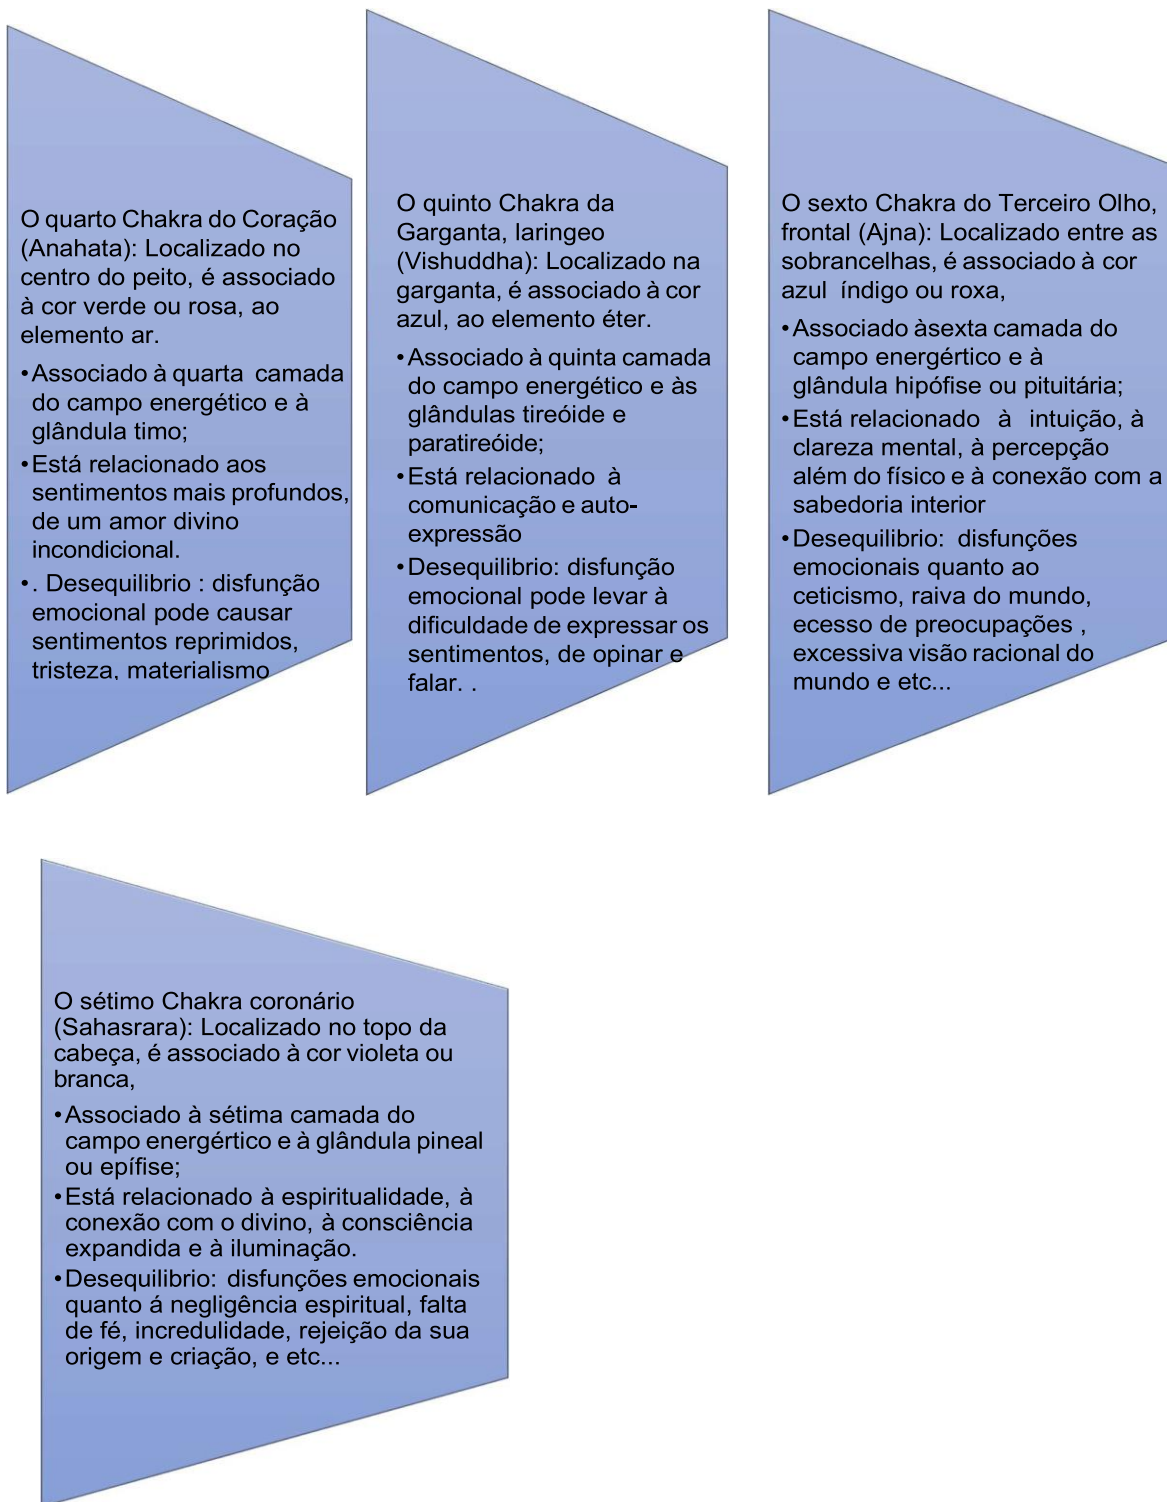 O quarto Chakra do Coração
(Anahata): Localizado no
centro do peito, é associado
à cor verde ou rosa, ao
elemento ar.
•Associado à quarta camada
do campo energético e à
glândula timo;
•Está relacionado aos
sentimentos mais profundos,
de um amor divino
incondicional.
•. Desequilibrio : disfunção
emocional pode causar
sentimentos reprimidos,
tristeza, materialismo
O quinto Chakra da
Garganta, laringeo
(Vishuddha): Localizado na
garganta, é associado à cor
azul, ao elemento éter.
•Associado à quinta camada
do campo energético e às
glândulas tireóide e
paratireóide;
•Está relacionado à
comunicação e auto-
expressão
•Desequilibrio: disfunção
emocional pode levar à
dificuldade de expressar os
sentimentos, de opinar e
falar. .
O sexto Chakra do Terceiro Olho,
frontal (Ajna): Localizado entre as
sobrancelhas, é associado à cor
azul índigo ou roxa,
•Associado àsexta camada do
campo energértico e à
glândula hipófise ou pituitária;
•Está relacionado à intuição, à
clareza mental, à percepção
além do físico e à conexão com a
sabedoria interior
•Desequilibrio: disfunções
emocionais quanto ao
ceticismo, raiva do mundo,
ecesso de preocupações ,
excessiva visão racional do
mundo e etc...
O sétimo Chakra coronário
(Sahasrara): Localizado no topo da
cabeça, é associado à cor violeta ou
branca,
•Associado à sétima camada do
campo energértico e à glândula pineal
ou epífise;
•Está relacionado à espiritualidade, à
conexão com o divino, à consciência
expandida e à iluminação.
•Desequilibrio: disfunções emocionais
quanto á negligência espiritual, falta
de fé, incredulidade, rejeição da sua
origem e criação, e etc...